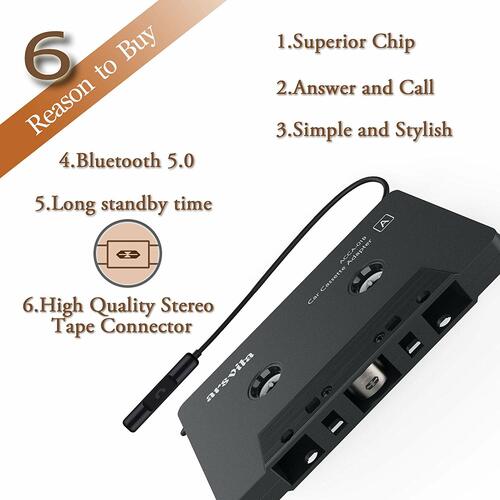 6
Reason to Buy
1.Superior Chip
2.Answer and Call
3.Simple and Stylish
4.Bluetooth 5.0
5.Long standby time
6.High Quality Stereo
Tape Connector
A
ACCA-01B
Car Cassette Adapter
arsvita